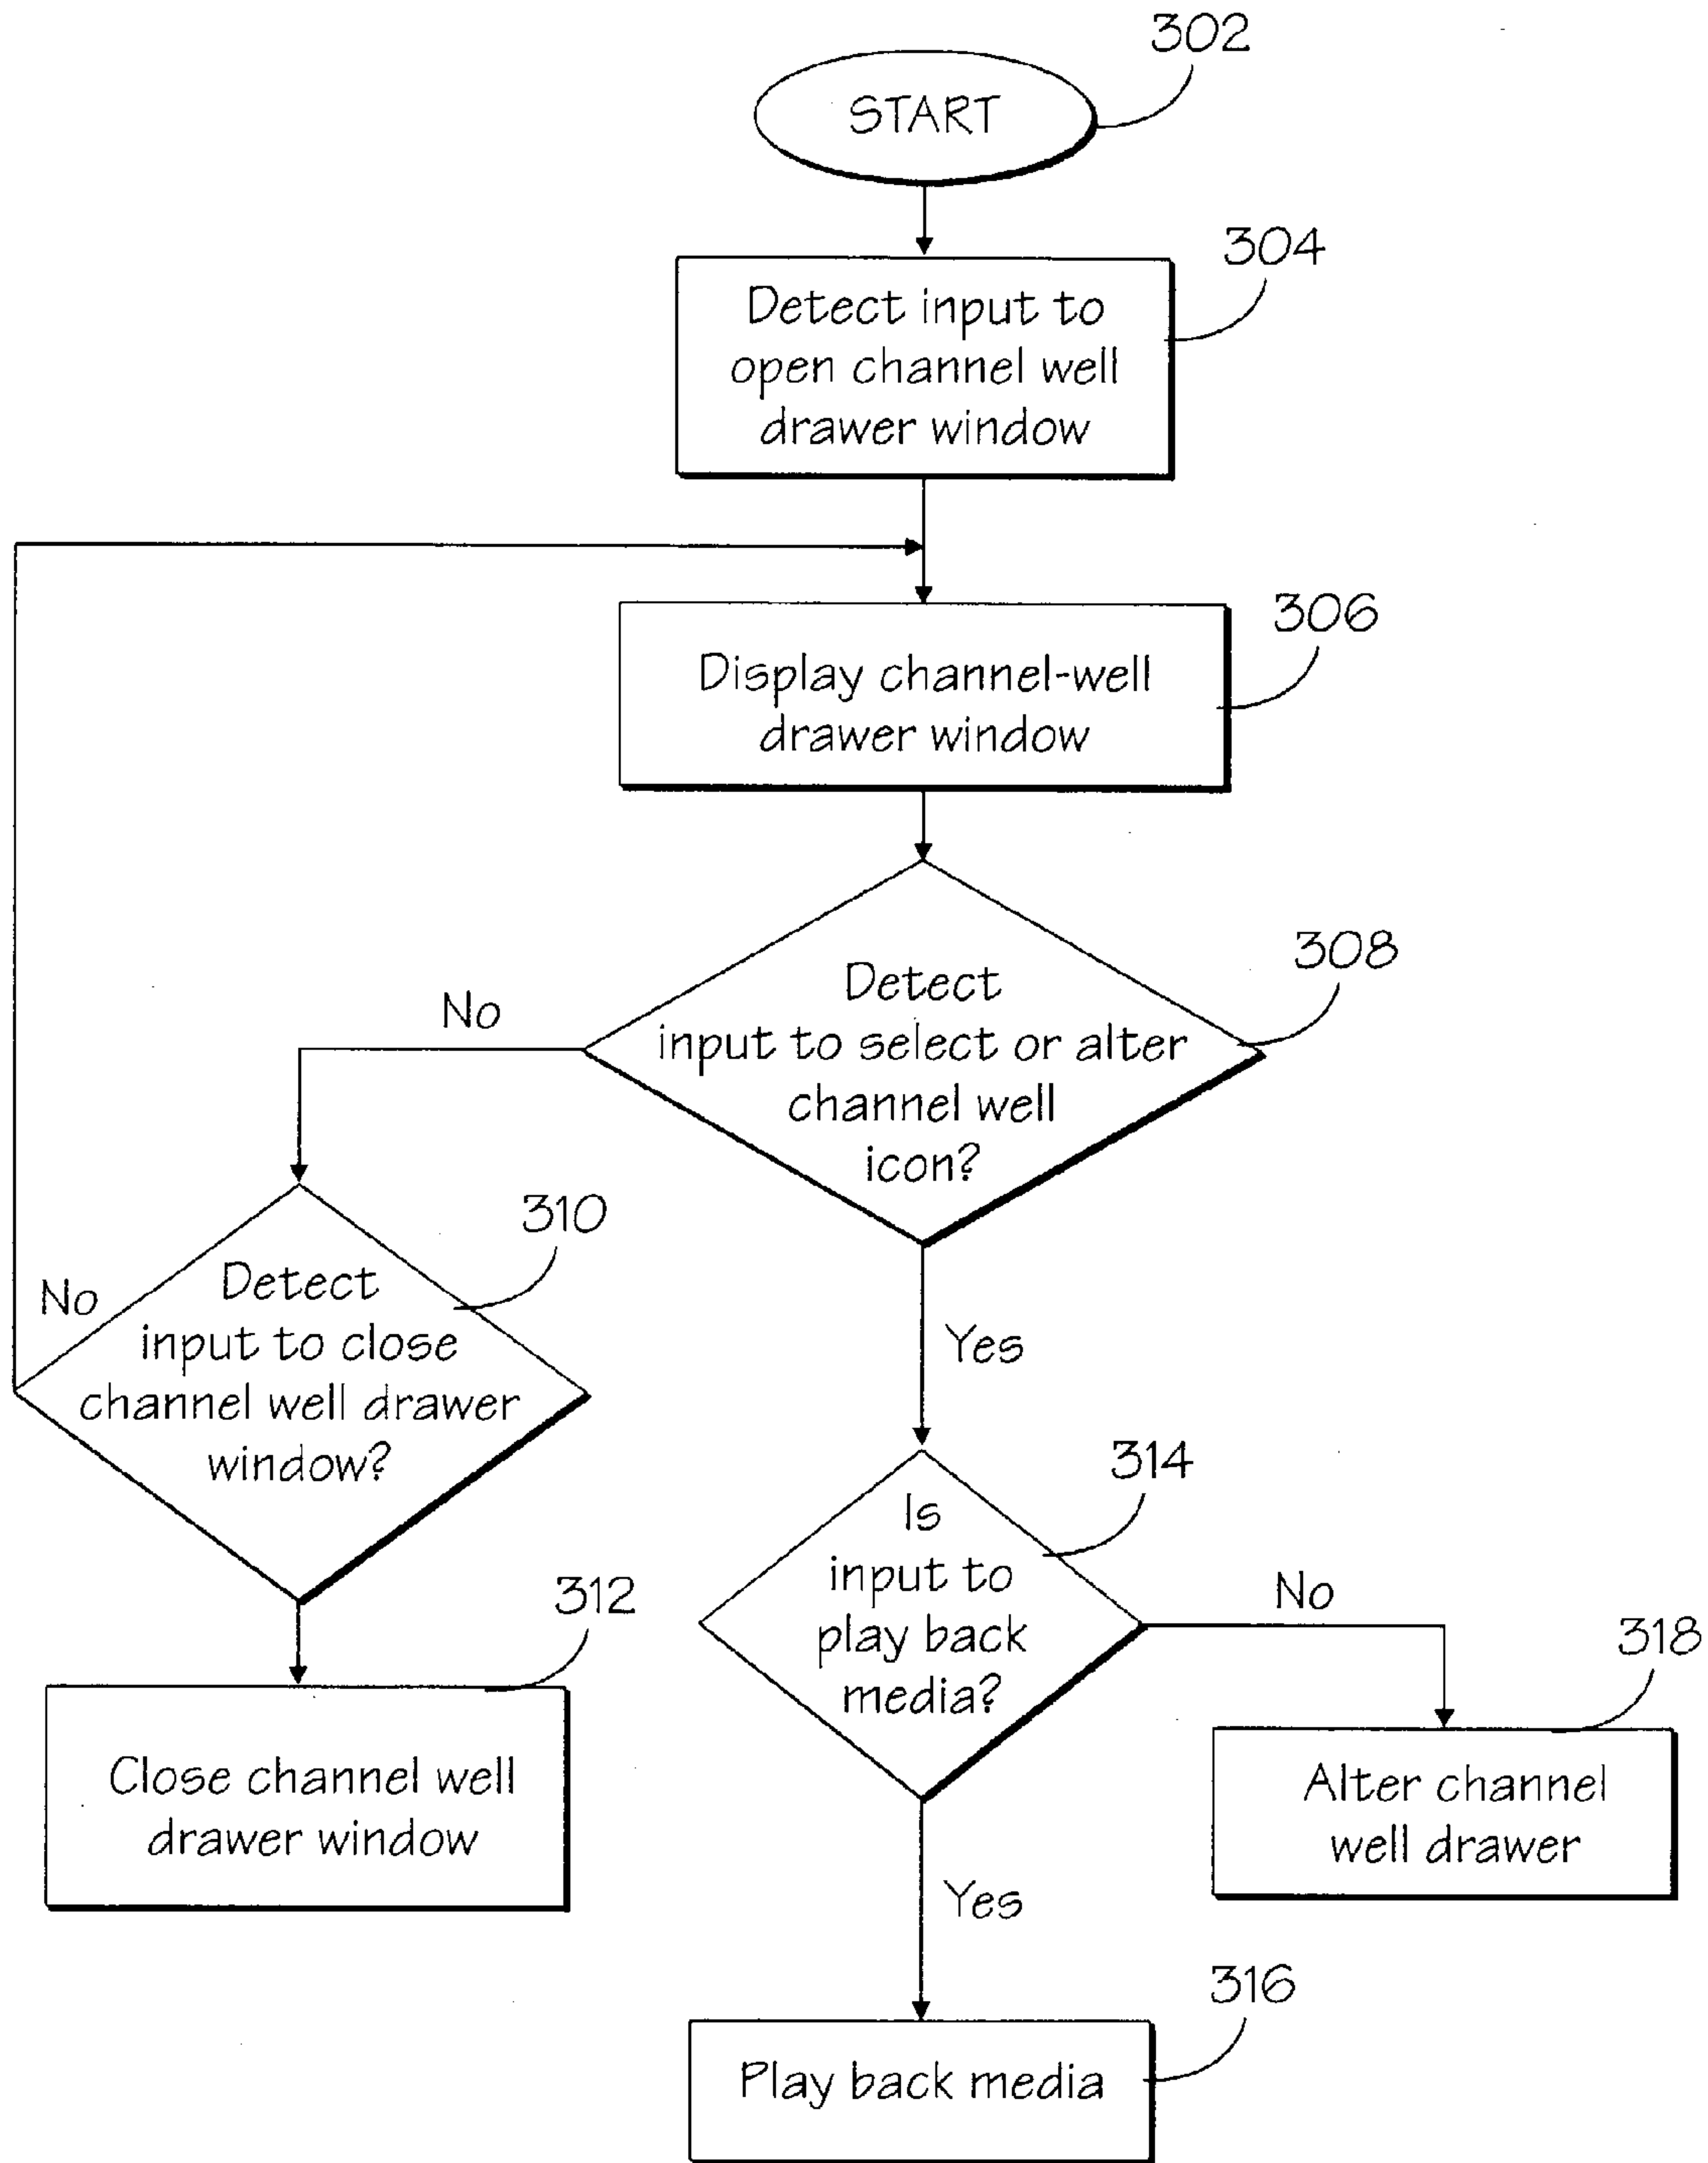 302
START
304
Detect input to
open channel well
drawer window
306
Display channel-well
drawer window
308
Detect
input to select or alter
channel well
icon?
No
310
Detect
input to close
channel well drawer
window?
No
Yes
314
Is
input to
play back
media?
No
312
Close channel well
drawer window
318
Alter channel
well drawer
Yes
316
Play back media